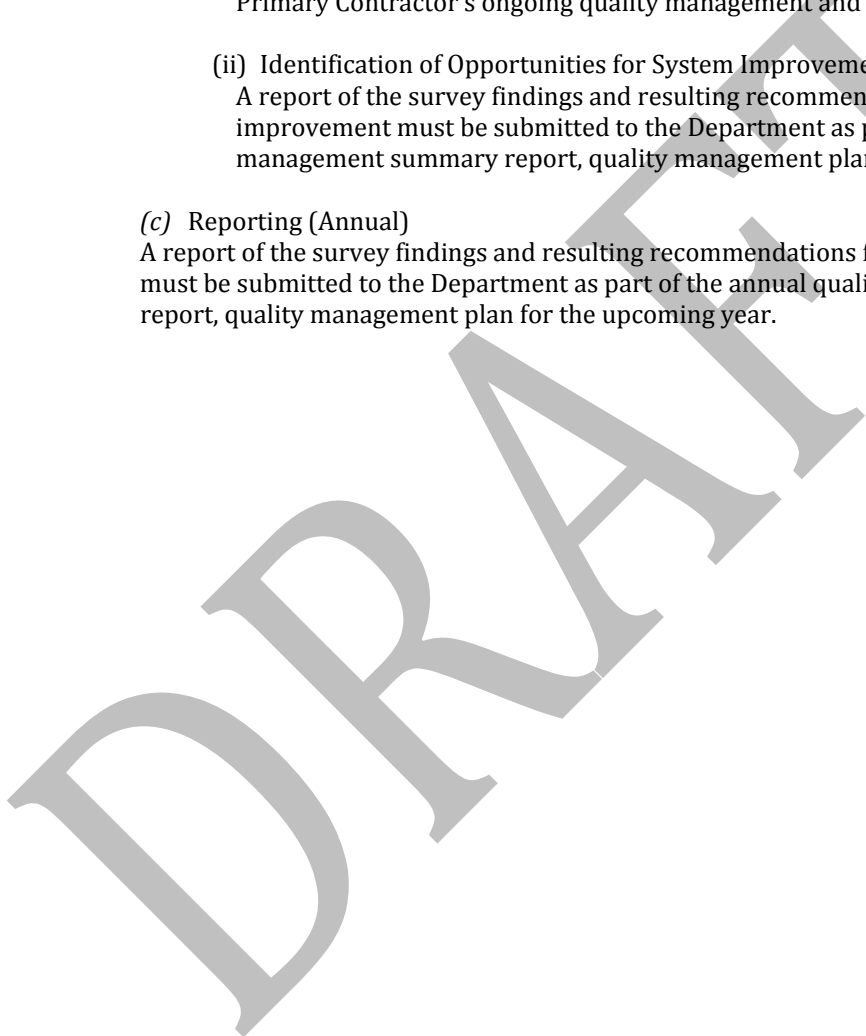 Primary Contractor's ongoing quality management and
(ii) Identification of Opportunities for System Improveme
A report of the survey findings and resulting recommen
improvement must be submitted to the Department as p
management summary report, quality management plan
(c) Reporting (Annual)
A report of the survey findings and resulting recommendations f
must be submitted to the Department as part of the annual quali
report, quality management plan for the upcoming year.
DRAFT